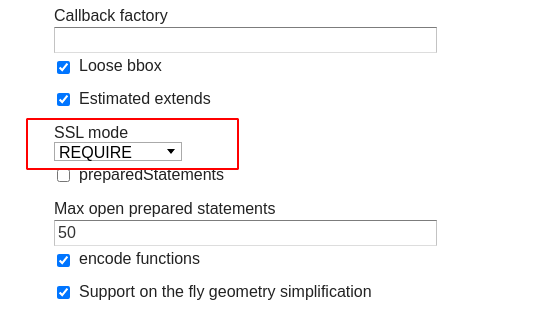 Callback factory
Loose bbox
Estimated extends
SSL mode
REQUIRE
preparedStatements
Max open prepared statements
50
encode functions
Support on the fly geometry simplification